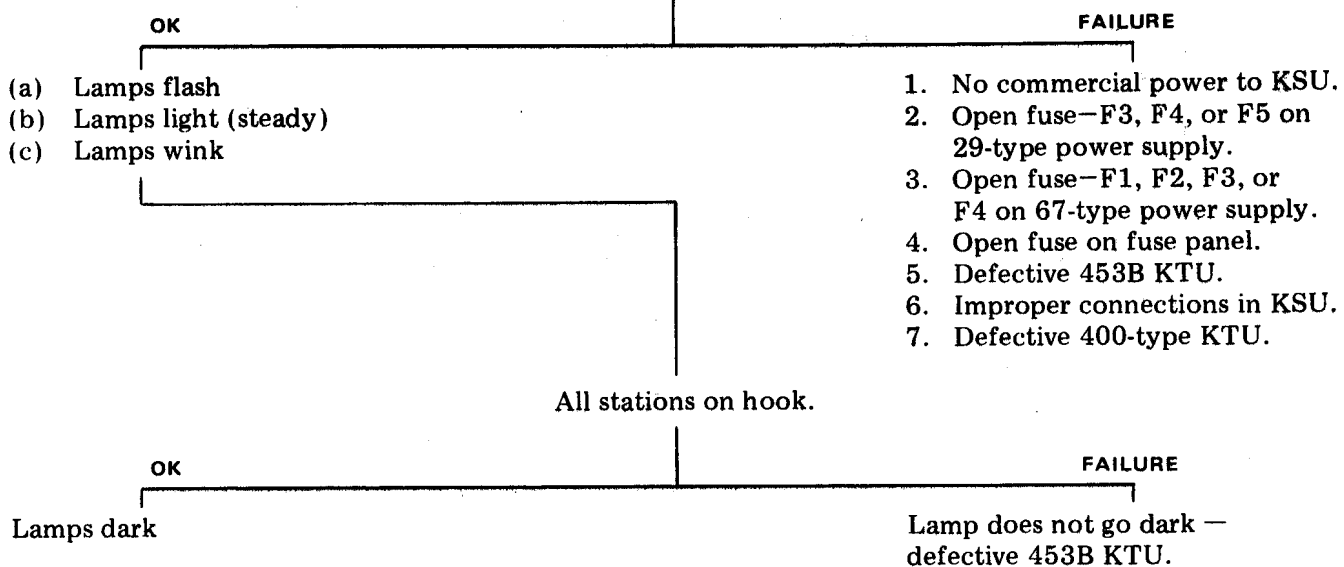 OK
FAILURE
(a) Lamps flash
(b) Lamps light (steady)
(c) Lamps wink
1. No commercial power to KSU.
2. Open fuse—F3, F4, or F5 on
29-type power supply.
3. Open fuse—F1, F2, F3, or
F4 on 67-type power supply.
4. Open fuse on fuse panel.
5. Defective 453B KTU.
6. Improper connections in KSU.
7. Defective 400-type KTU.
All stations on hook.
OK
FAILURE
Lamps dark
Lamp does not go dark —
defective 453B KTU.